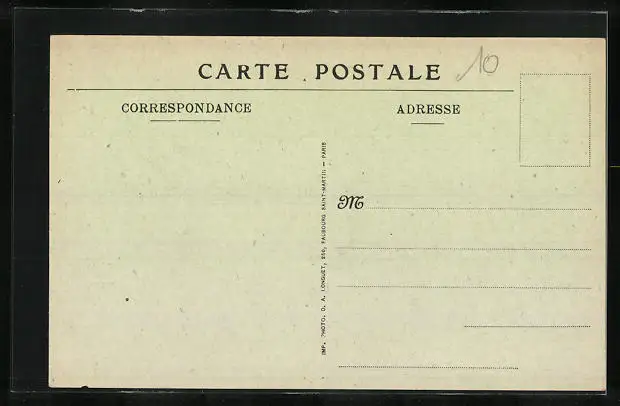 CARTE POSTALE
10
CORRESPONDANCE
ADRESSE
M
IMP. PHOTO. D. A. LONGUET, 250, FAUBOURG SAINT-MARTIN — PARIS